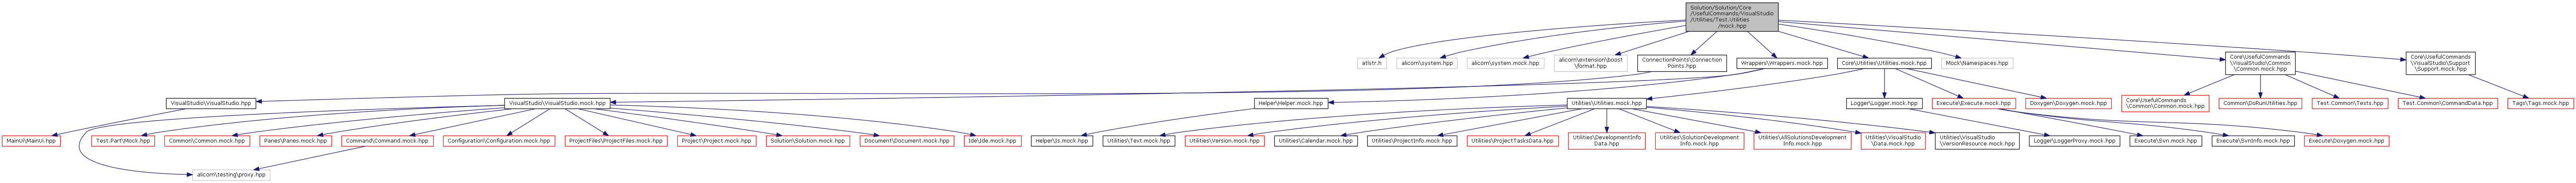 Solution/Solution/Core
/UsefulCommands/VisualStudio
/Utilities/Test.Utilities
/mock.hpp
atlstr.h
alicorn\system.hpp
alicorn\system.mock.hpp
alicorn\extension\boost
\format.hpp
ConnectionPoints\Connection
Points.hpp
Wrappers\Wrappers.mock.hpp
Core\Utilities\Utilities.mock.hpp
Mock\Namespaces.hpp
Core\UsefulCommands
\VisualStudio\Common
\Common.mock.hpp
Core\UsefulCommands
\VisualStudio\Support
\Support.mock.hpp
VisualStudio\VisualStudio.hpp
VisualStudio\VisualStudio.mock.hpp
Helper\Helper.mock.hpp
Utilities\Utilities.mock.hpp
Logger\Logger.mock.hpp
Execute\Execute.mock.hpp
Doxygen\Doxygen.mock.hpp
Core\UsefulCommands
\Common\Common.mock.hpp
Common\DoRunUtilities.hpp
Test.Common\Tests.hpp
Test.Common\CommandData.hpp
Tags\Tags.mock.hpp
MainUI\MainUI.hpp
Test.Part\Mock.hpp
Common\Common.mock.hpp
Panes\Panes.mock.hpp
Command\Command.mock.hpp
Configuration\Configuration.mock.hpp
ProjectFiles\ProjectFiles.mock.hpp
Project\Project.mock.hpp
Solution\Solution.mock.hpp
Document\Document.mock.hpp
Ide\Ide.mock.hpp
Helper\Is.mock.hpp
Utilities\Text.mock.hpp
Utilities\Version.mock.hpp
Utilities\Calendar.mock.hpp
Utilities\ProjectInfo.mock.hpp
Utilities\ProjectTasksData.hpp
Utilities\DevelopmentInfo
Data.mock.hpp
Utilities\SolutionDevelopment
Info.mock.hpp
Utilities\AllSolutionsDevelopment
Info.mock.hpp
Utilities\VisualStudio
\Data.mock.hpp
Utilities\VisualStudio
\VersionResource.mock.hpp
Logger\LoggerProxy.mock.hpp
Execute\Svn.mock.hpp
Execute\SvnInfo.mock.hpp
Execute\Doxygen.mock.hpp
alicorn\testing\proxy.hpp